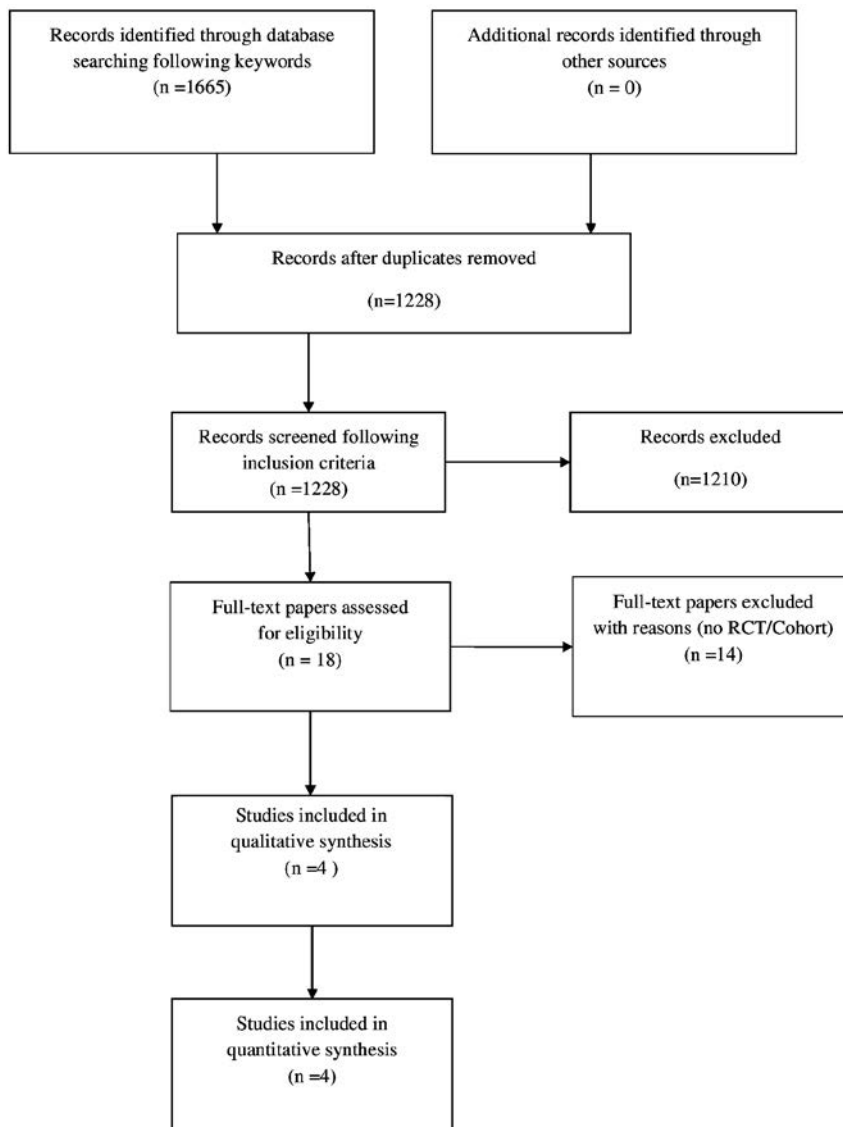 Records identified through database
searching following keywords
(n =1665)
Additional records identified through
other sources
(n = 0)
Records after duplicates removed
(n=1228)
Records screened following
inclusion criteria
(n =1228)
Records excluded
(n=1210)
Full-text papers assessed
for eligibility
(n = 18)
Full-text papers excluded
with reasons (no RCT/Cohort)
(n =14)
Studies included in
qualitative synthesis
(n =4 )
Studies included in
quantitative synthesis
(n =4)